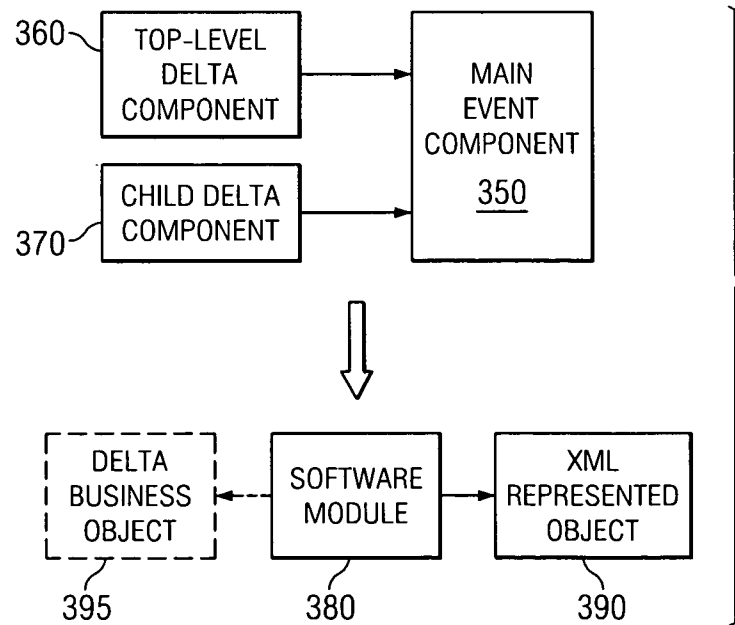 360
TOP-LEVEL
DELTA
COMPONENT
MAIN
EVENT
COMPONENT
350
CHILD DELTA
COMPONENT
370
DELTA
BUSINESS
OBJECT
SOFTWARE
MODULE
XML
REPRESENTED
OBJECT
395
380
390